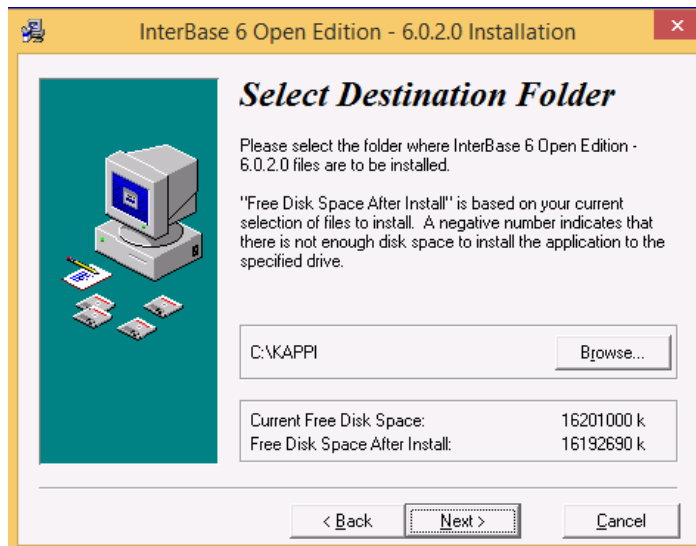 InterBase 6 Open Edition - 6.0.2.0 Installation
Select Destination Folder
Please select the folder where InterBase 6 Open Edition -
6.0.2.0 files are to be installed.
"Free Disk Space After Install" is based on your current
selection of files to install. A negative number indicates that
there is not enough disk space to install the application to the
specified drive.
C:\KAPPI
Browse...
Current Free Disk Space: 16201000 k
Free Disk Space After Install: 16192690 k
< Back
Next >
Cancel